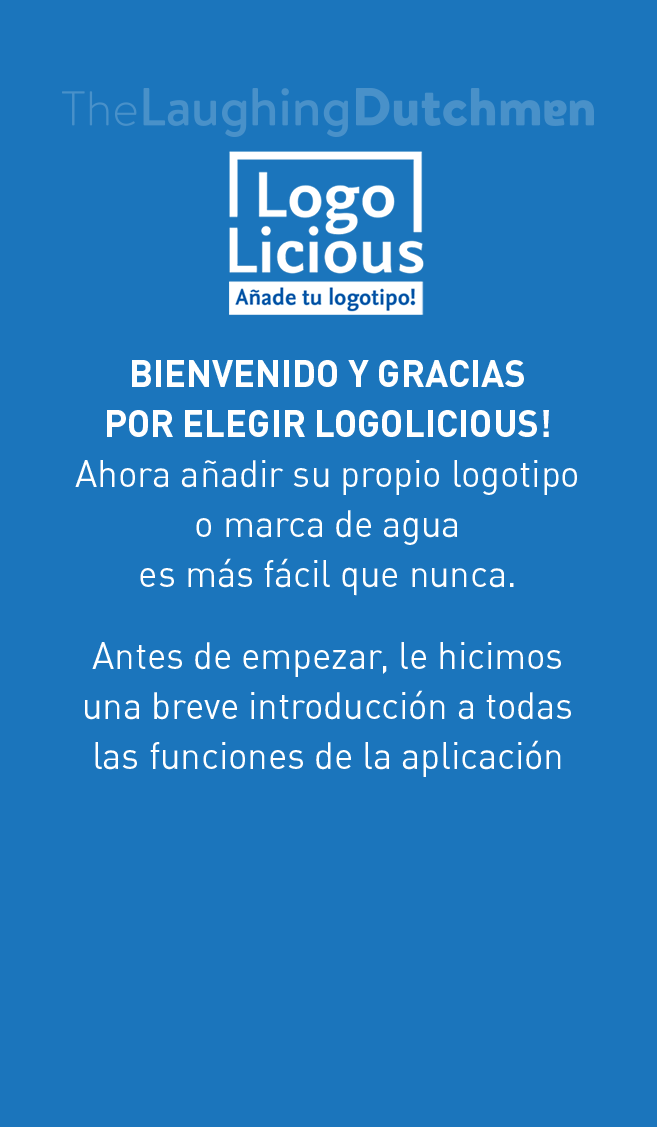 TheLaughingDutchmen
Logo
Licious
Añade tu logotipo!
BIENVENIDO Y GRACIAS
POR ELEGIR LOGOLICIOUS!
Ahora añadir su propio logotipo
o marca de agua
es más fácil que nunca.
Antes de empezar, le hicimos
una breve introducción a todas
las funciones de la aplicación